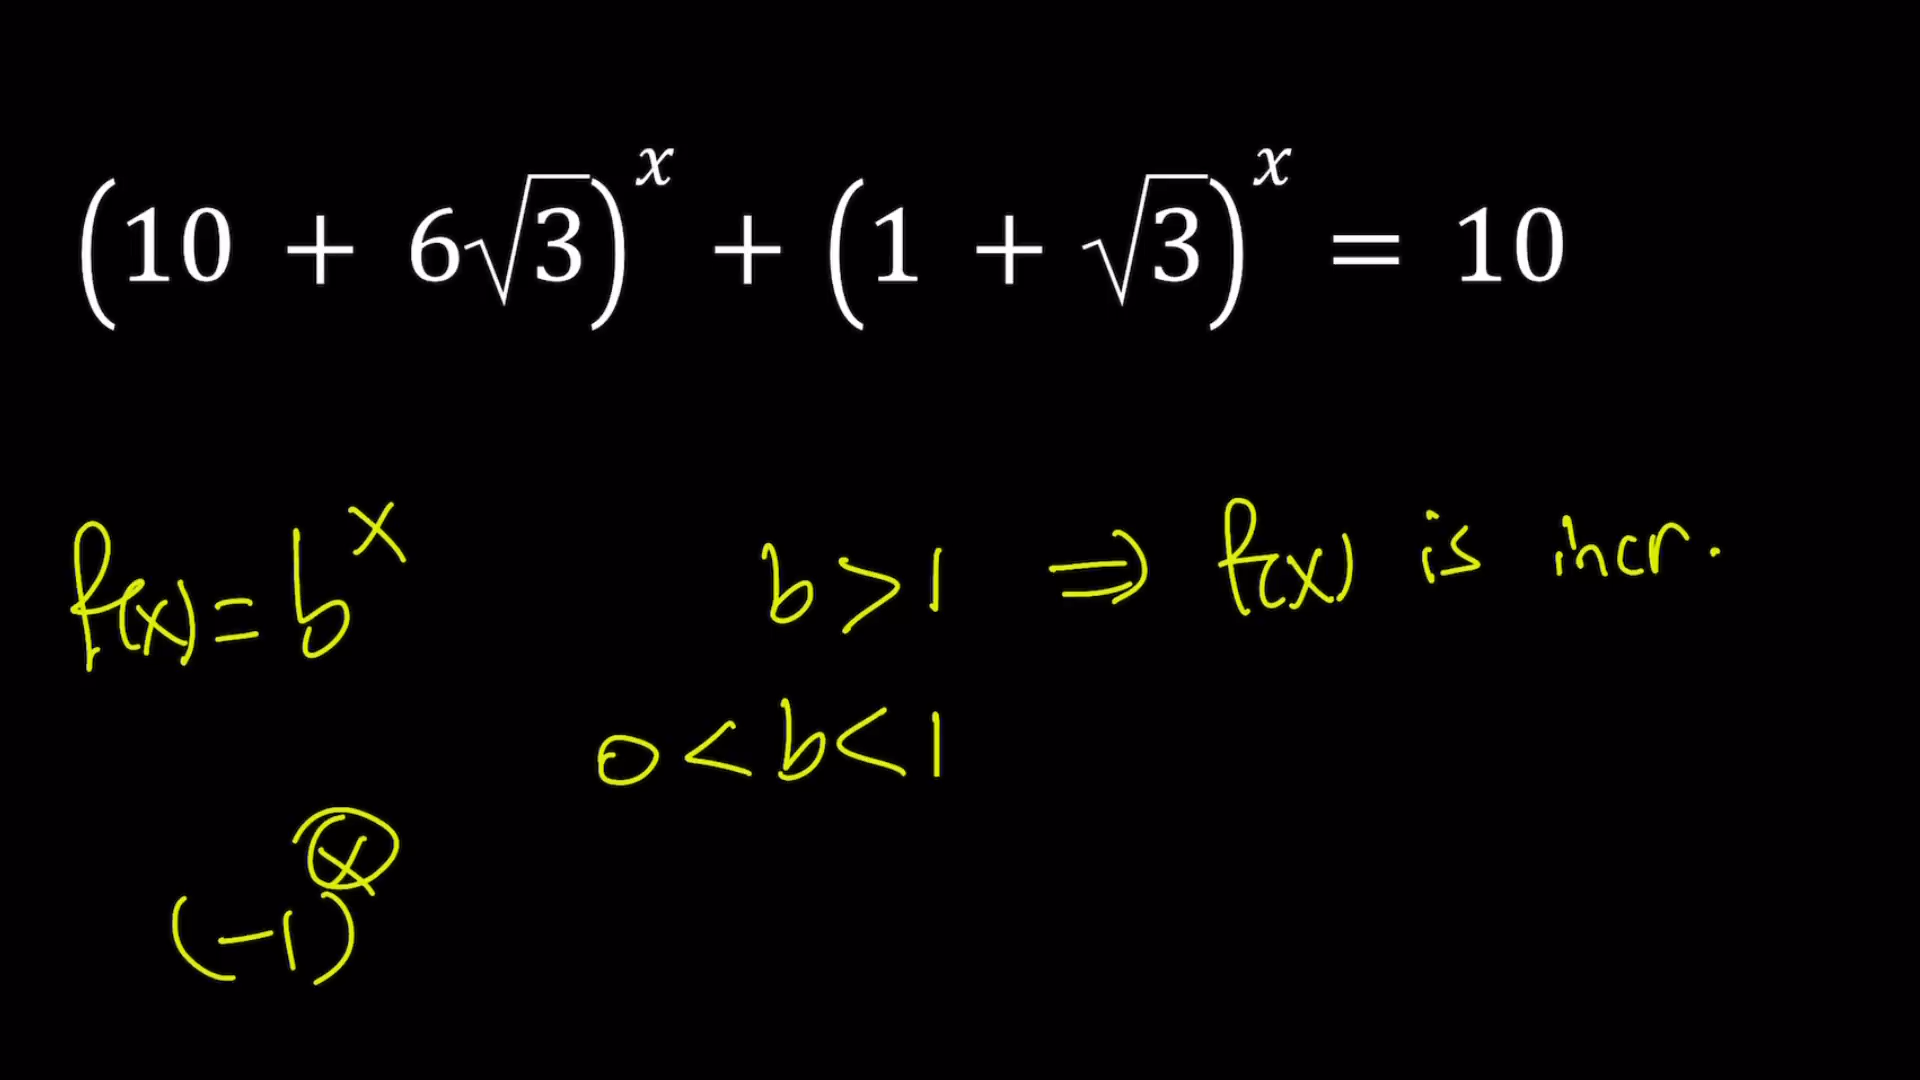 (10 + 6√3)^x + (1 + √3)^x = 10
f(x) = b^x
b > 1 ⇒ f(x) is incr.
0 < b < 1
(-1)^x